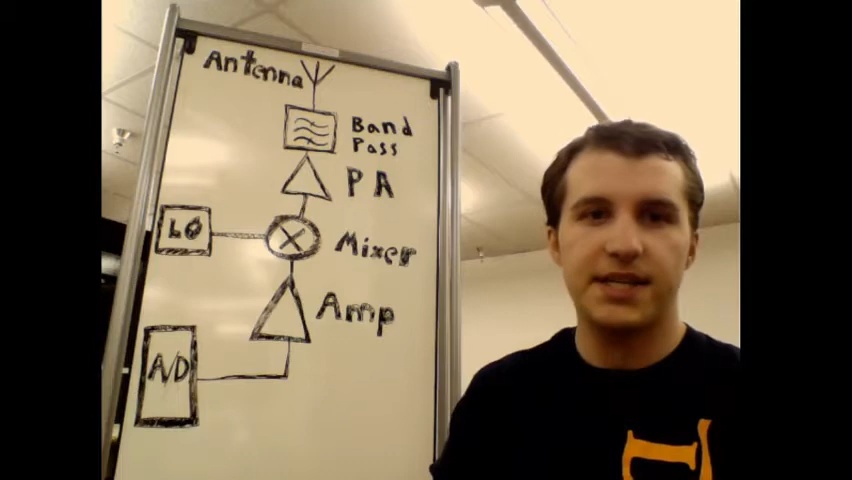 Antenna
Band
Pass
PA
LO
X
Mixer
Amp
A/D